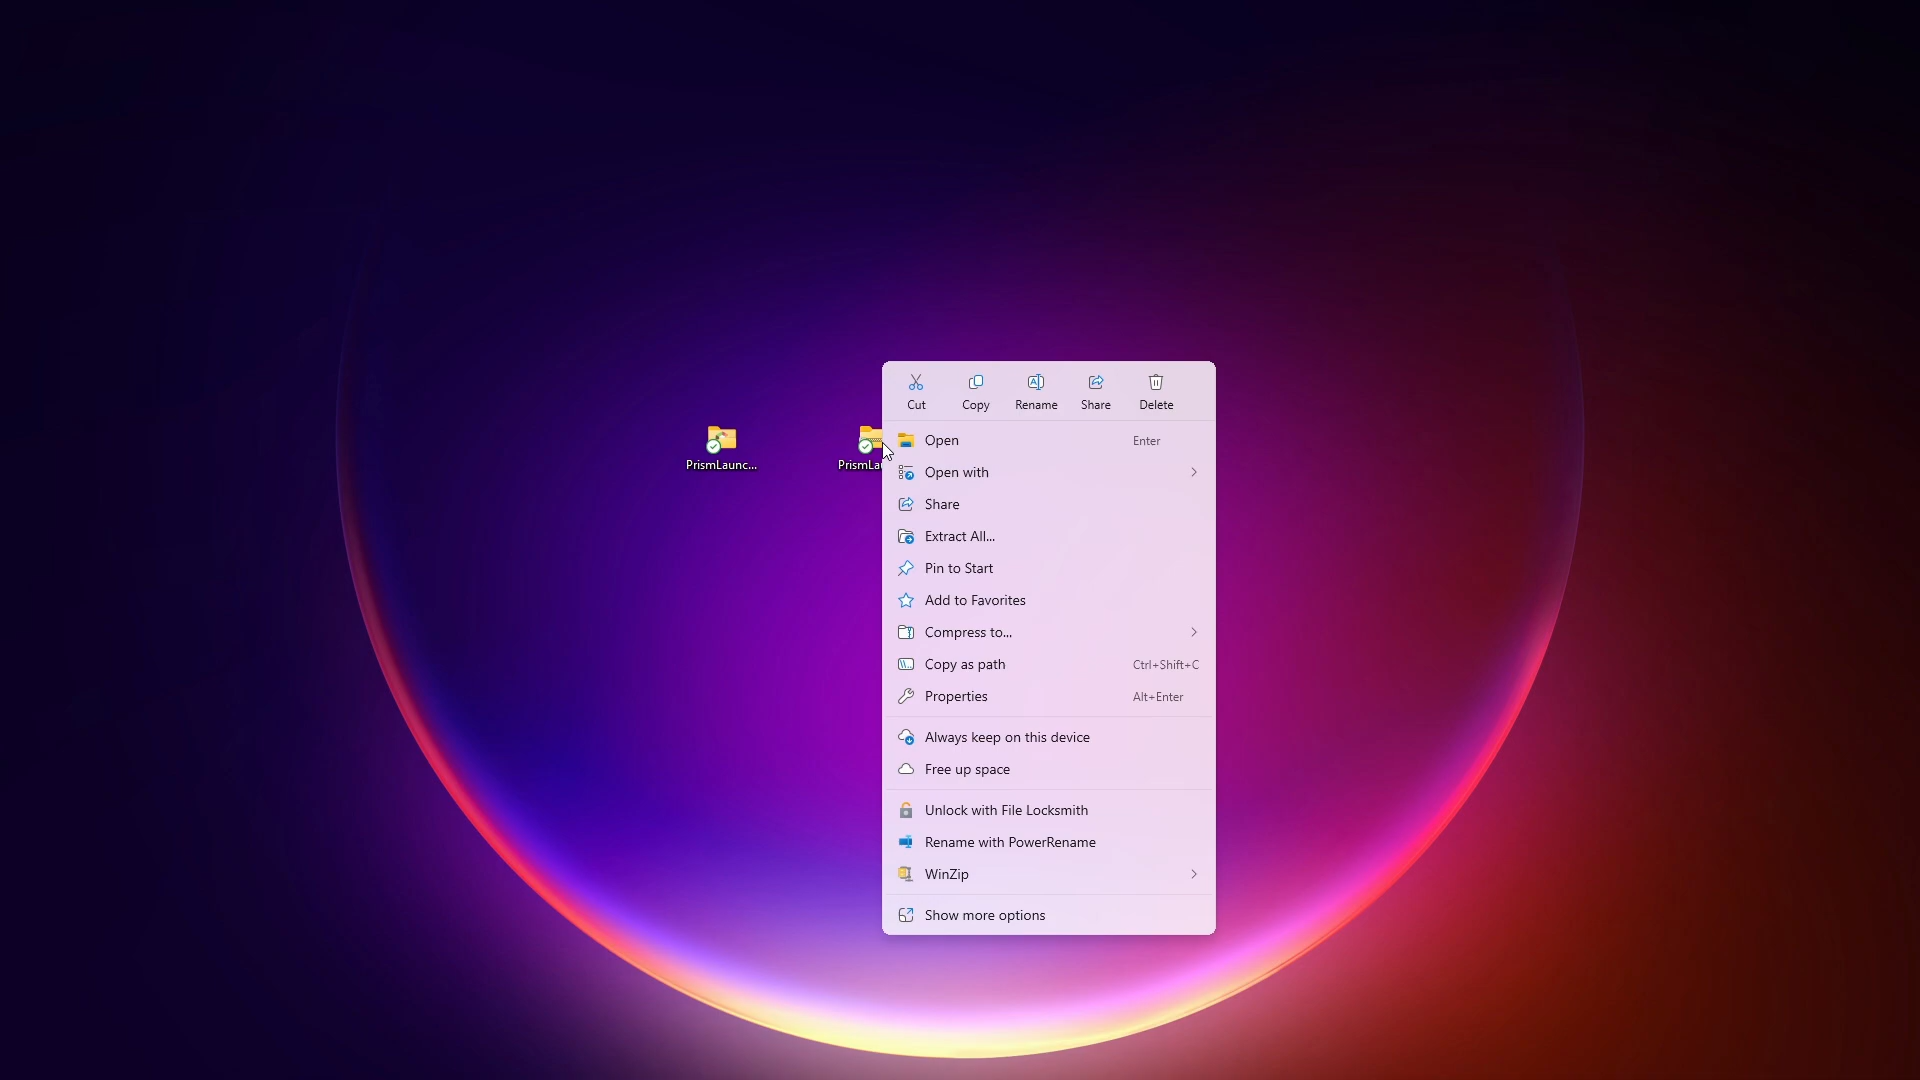 Cut Copy Rename Share Delete
Open Enter
PrismLaunc... PrismLa
Open with
Share
Extract All...
Pin to Start
Add to Favorites
Compress to...
Copy as path Ctrl+Shift+C
Properties Alt+Enter
Always keep on this device
Free up space
Unlock with File Locksmith
Rename with PowerRename
WinZip
Show more options